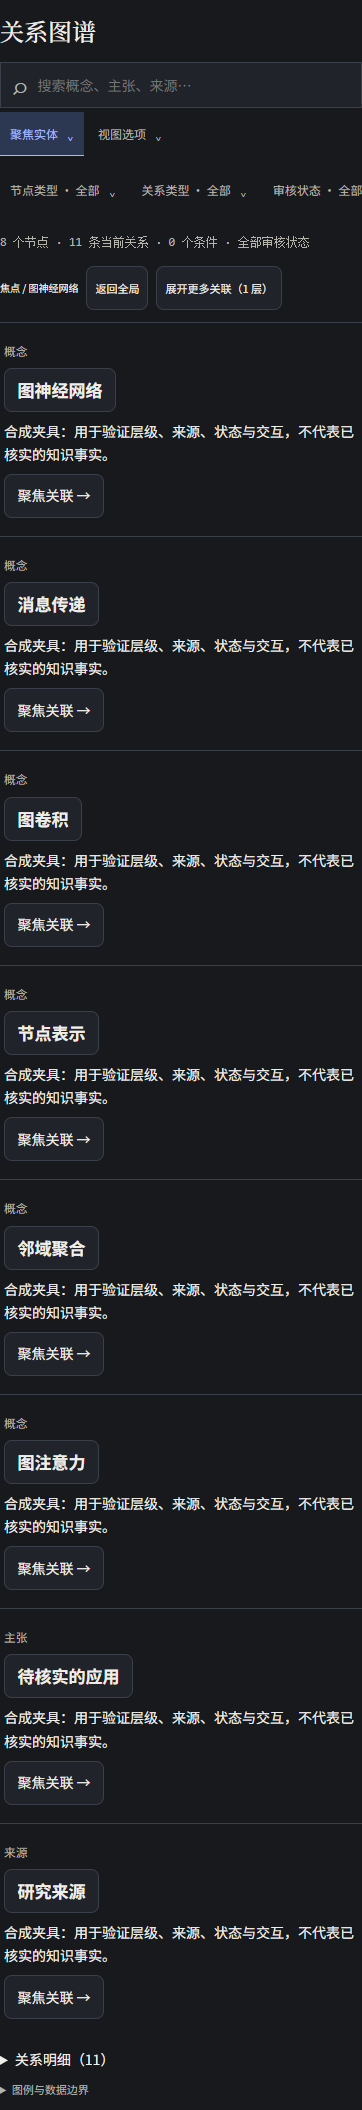 关系图谱
搜索概念、主张、来源…
聚焦实体 视图选项
节点类型 · 全部 关系类型 · 全部 审核状态 · 全部
8 个节点 · 11 条当前关系 · 0 个条件 · 全部审核状态
焦点 / 图神经网络 返回全局 展开更多关联（1 层）
概念
图神经网络
合成夹具：用于验证层级、来源、状态与交互，不代表已
核实的知识事实。
聚焦关联 →
概念
消息传递
合成夹具：用于验证层级、来源、状态与交互，不代表已
核实的知识事实。
聚焦关联 →
概念
图卷积
合成夹具：用于验证层级、来源、状态与交互，不代表已
核实的知识事实。
聚焦关联 →
概念
节点表示
合成夹具：用于验证层级、来源、状态与交互，不代表已
核实的知识事实。
聚焦关联 →
概念
邻域聚合
合成夹具：用于验证层级、来源、状态与交互，不代表已
核实的知识事实。
聚焦关联 →
概念
图注意力
合成夹具：用于验证层级、来源、状态与交互，不代表已
核实的知识事实。
聚焦关联 →
主张
待核实的应用
合成夹具：用于验证层级、来源、状态与交互，不代表已
核实的知识事实。
聚焦关联 →
来源
研究来源
合成夹具：用于验证层级、来源、状态与交互，不代表已
核实的知识事实。
聚焦关联 →
▶ 关系明细（11）
▶ 图例与数据边界